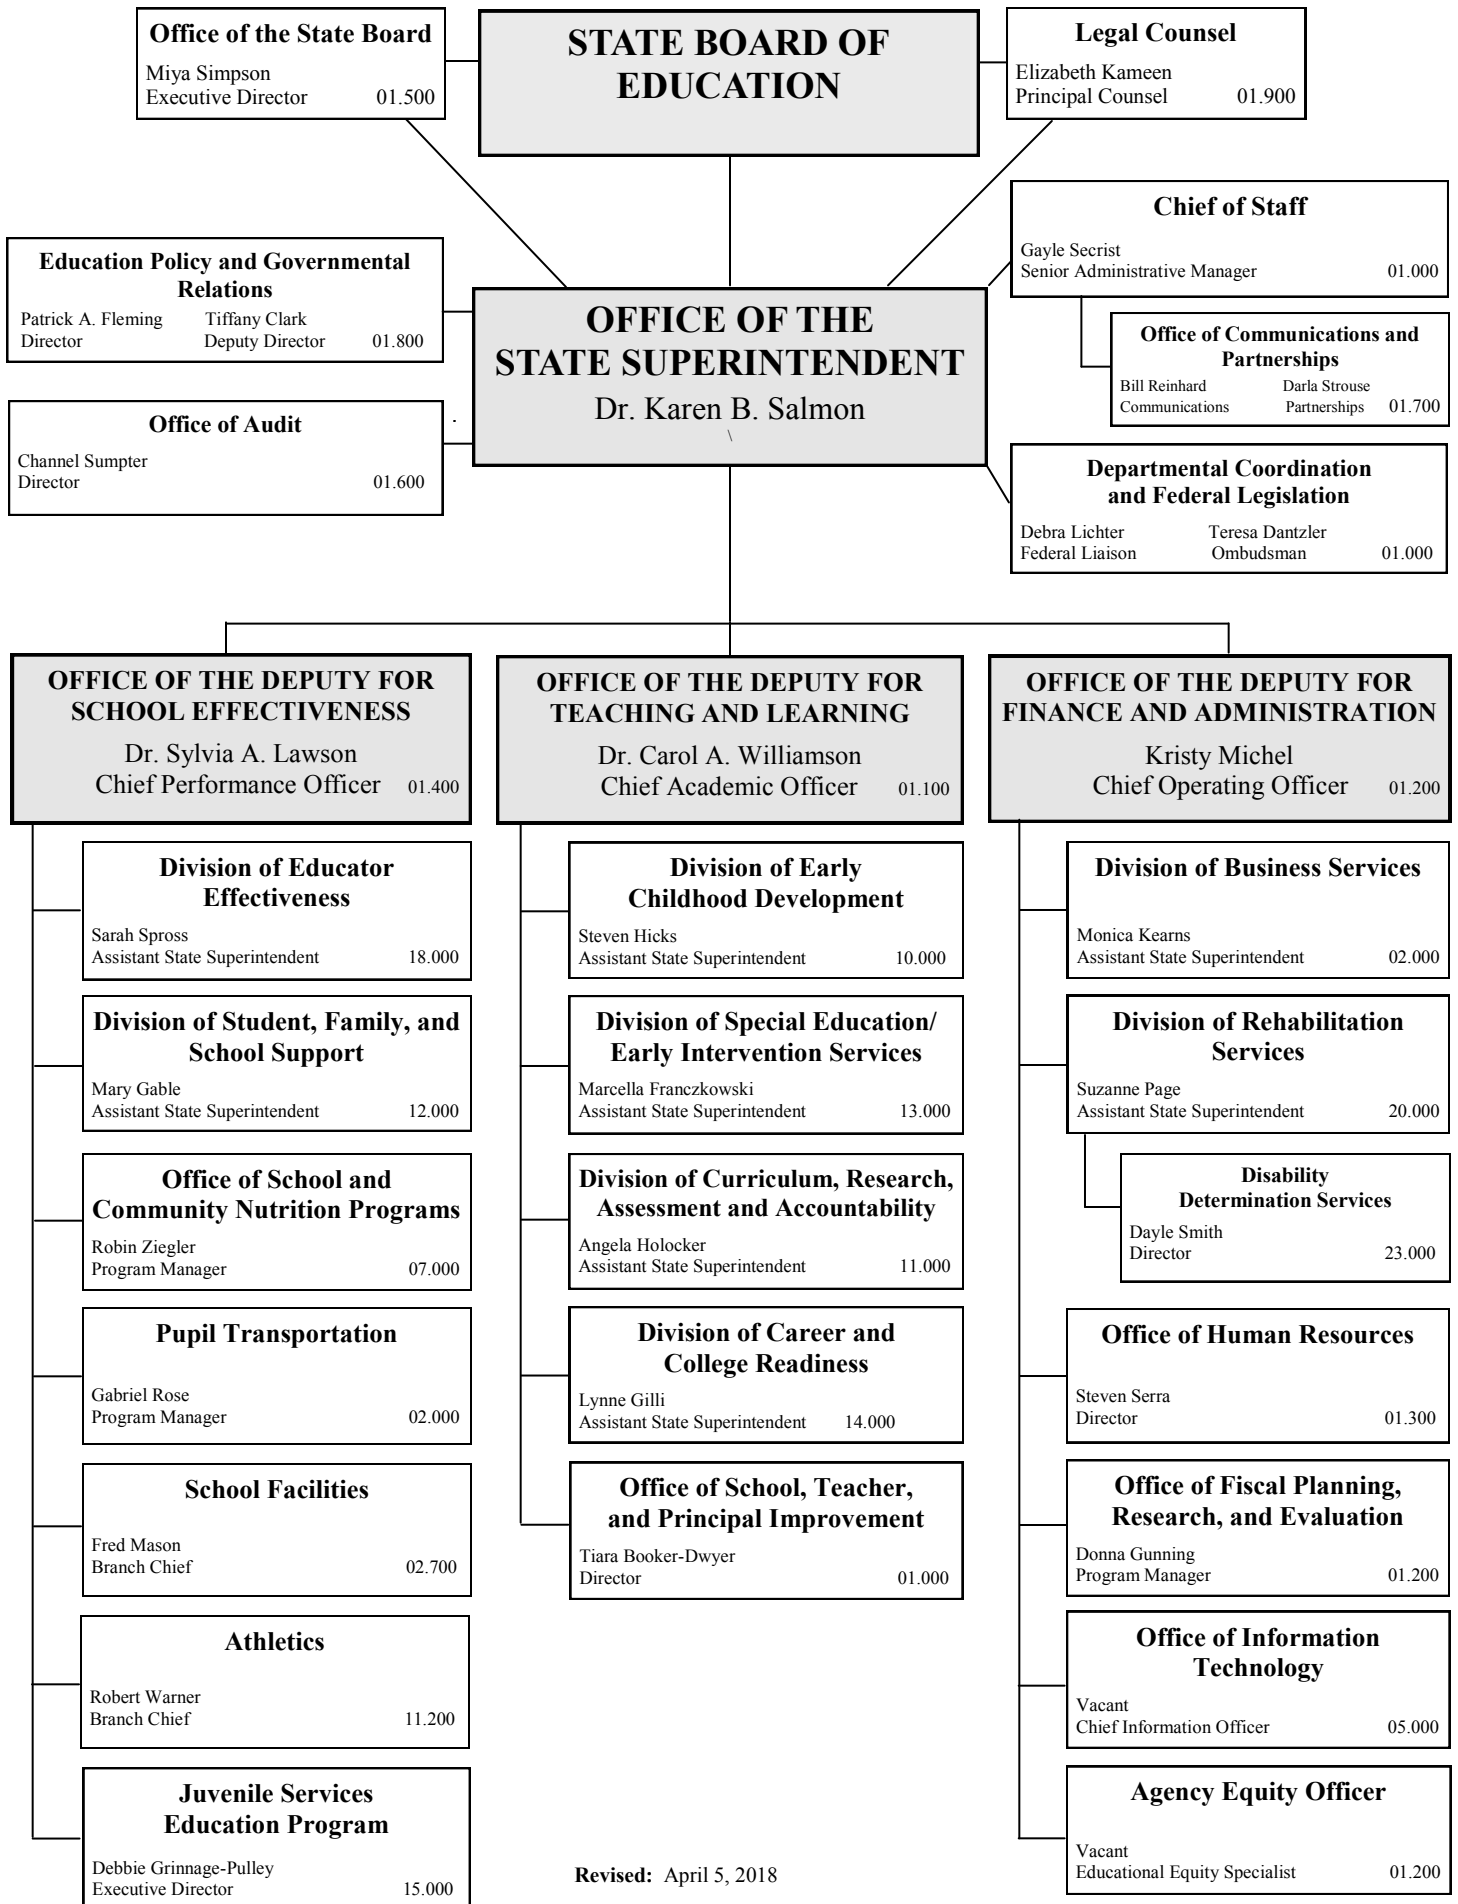 Office of the State Board
Miya Simpson
Executive Director 01.500
STATE BOARD OF
EDUCATION
Legal Counsel
Elizabeth Kameen
Principal Counsel 01.900
Chief of Staff
Gayle Secrist
Senior Administrative Manager 01.000
Education Policy and Governmental
Relations
Patrick A. Fleming Tiffany Clark
Director Deputy Director 01.800
OFFICE OF THE
STATE SUPERINTENDENT
Dr. Karen B. Salmon
\
Office of Communications and
Partnerships
Bill Reinhard Darla Strouse
Communications Partnerships 01.700
Office of Audit
Channel Sumpter
Director 01.600
.
Departmental Coordination
and Federal Legislation
Debra Lichter Teresa Dantzler
Federal Liaison Ombudsman 01.000
OFFICE OF THE DEPUTY FOR
SCHOOL EFFECTIVENESS
Dr. Sylvia A. Lawson
Chief Performance Officer 01.400
Division of Educator
Effectiveness
Sarah Spross
Assistant State Superintendent 18.000
Division of Student, Family, and
School Support
Mary Gable
Assistant State Superintendent 12.000
Office of School and
Community Nutrition Programs
Robin Ziegler
Program Manager 07.000
Pupil Transportation
Gabriel Rose
Program Manager 02.000
School Facilities
Fred Mason
Branch Chief 02.700
Athletics
Robert Warner
Branch Chief 11.200
Juvenile Services
Education Program
Debbie Grinnage-Pulley
Executive Director 15.000
OFFICE OF THE DEPUTY FOR
TEACHING AND LEARNING
Dr. Carol A. Williamson
Chief Academic Officer 01.100
Division of Early
Childhood Development
Steven Hicks
Assistant State Superintendent 10.000
Division of Special Education/
Early Intervention Services
Marcella Franczkowski
Assistant State Superintendent 13.000
Division of Curriculum, Research,
Assessment and Accountability
Angela Holocker
Assistant State Superintendent 11.000
Division of Career and
College Readiness
Lynne Gilli
Assistant State Superintendent 14.000
Office of School, Teacher,
and Principal Improvement
Tiara Booker-Dwyer
Director 01.000
OFFICE OF THE DEPUTY FOR
FINANCE AND ADMINISTRATION
Kristy Michel
Chief Operating Officer 01.200
Division of Business Services
Monica Kearns
Assistant State Superintendent 02.000
Division of Rehabilitation
Services
Suzanne Page
Assistant State Superintendent 20.000
Disability
Determination Services
Dayle Smith
Director 23.000
Office of Human Resources
Steven Serra
Director 01.300
Office of Fiscal Planning,
Research, and Evaluation
Donna Gunning
Program Manager 01.200
Office of Information
Technology
Vacant
Chief Information Officer 05.000
Agency Equity Officer
Vacant
Educational Equity Specialist 01.200
Revised: April 5, 2018